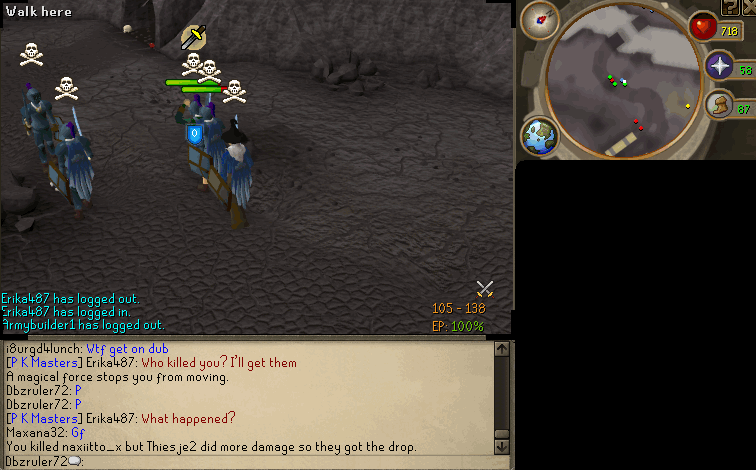 Walk here
718
58
87
0
Erika487 has logged out.
Erika487 has logged in.
Armybuilder1 has logged out.
105 - 138
EP: 100%
i8urgd4lunch: Wtf get on dub
[P K Masters] Erika487: Who killed you? I'll get them
A magical force stops you from moving.
Dbzruler72: P
Dbzruler72: P
[P K Masters] Erika487: What happened?
Maxana32: Gf
You killed naxiitto_x but Thies je2 did more damage so they got the drop.
Dbzruler72: